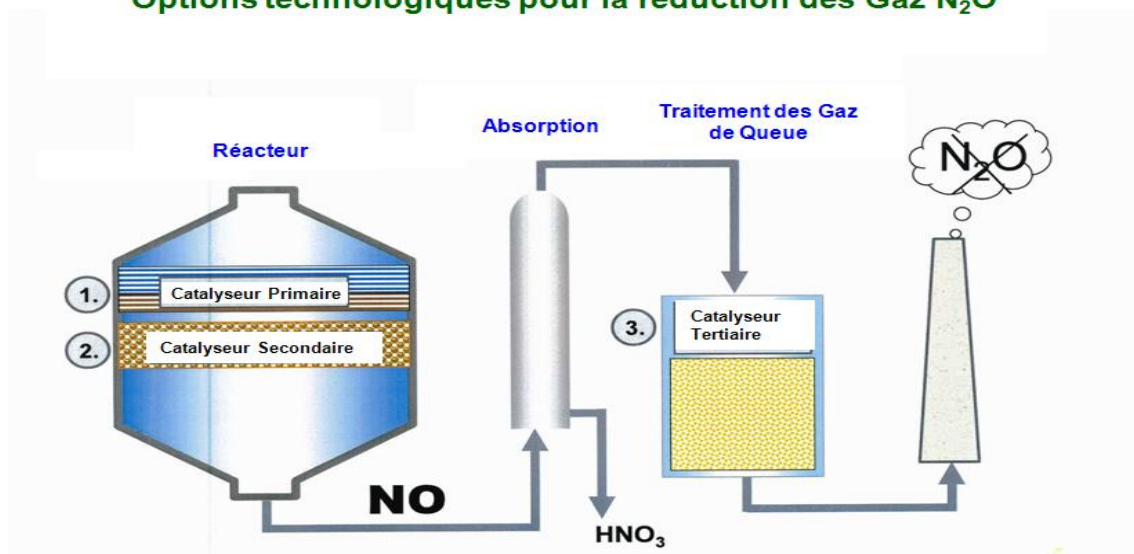 Options technologiques pour la réduction des Gaz N₂O
Réacteur
Absorption
Traitement des Gaz
de Queue
N₂O
1.
Catalyseur Primaire
2.
Catalyseur Secondaire
3.
Catalyseur
Tertiaire
NO
HNO₃